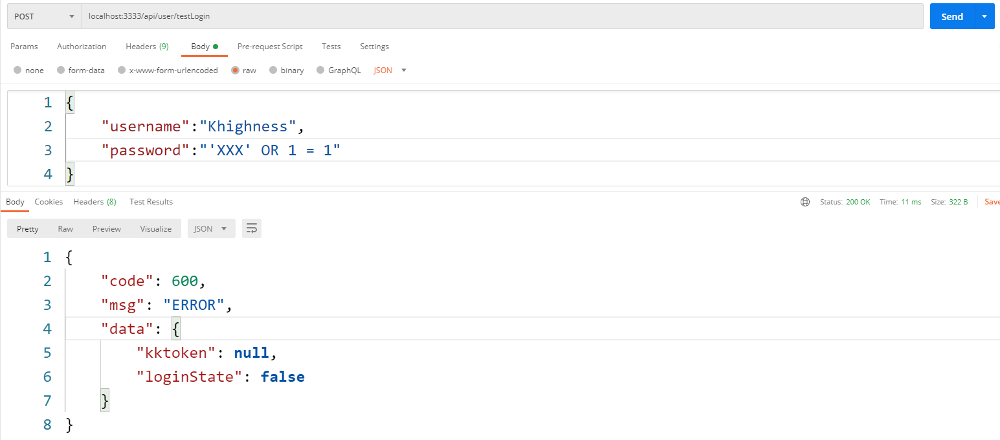 POST localhost:3333/api/user/testLogin Send
Params Authorization Headers (9) Body Pre-request Script Tests Settings
none form-data x-www-form-urlencoded raw binary GraphQL JSON
1 {
2 "username":"Khighness",
3 "password":"'XXX' OR 1 = 1"
4 }
Body Cookies Headers (8) Test Results Status: 200 OK Time: 11 ms Size: 322 B Save
Pretty Raw Preview Visualize JSON
1 {
2 "code": 600,
3 "msg": "ERROR",
4 "data": {
5 "kktoken": null,
6 "loginState": false
7 }
8 }